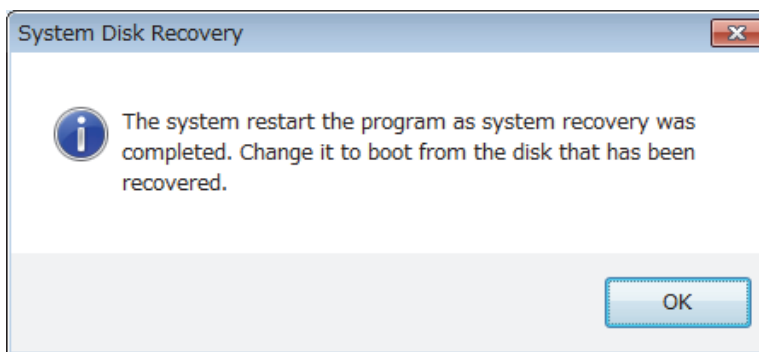 System Disk Recovery
The system restart the program as system recovery was
completed. Change it to boot from the disk that has been
recovered.
OK